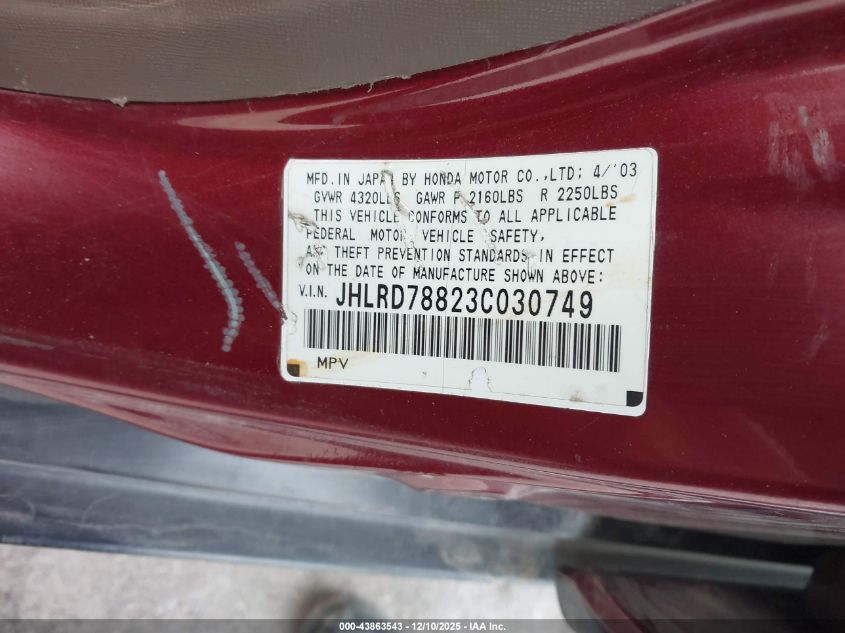 MFD.IN JAPAN BY HONDA MOTOR CO.,LTD; 4/'03
GVWR 4320LBS GAWR F 2160LBS R 2250LBS
THIS VEHICLE CONFORMS TO ALL APPLICABLE
FEDERAL MOTOR VEHICLE SAFETY,
AND THEFT PREVENTION STANDARDS IN EFFECT
ON THE DATE OF MANUFACTURE SHOWN ABOVE:
V.I.N. JHLRD78823C030749
MPV
000-43863543 - 12/10/2025 - IAA Inc.